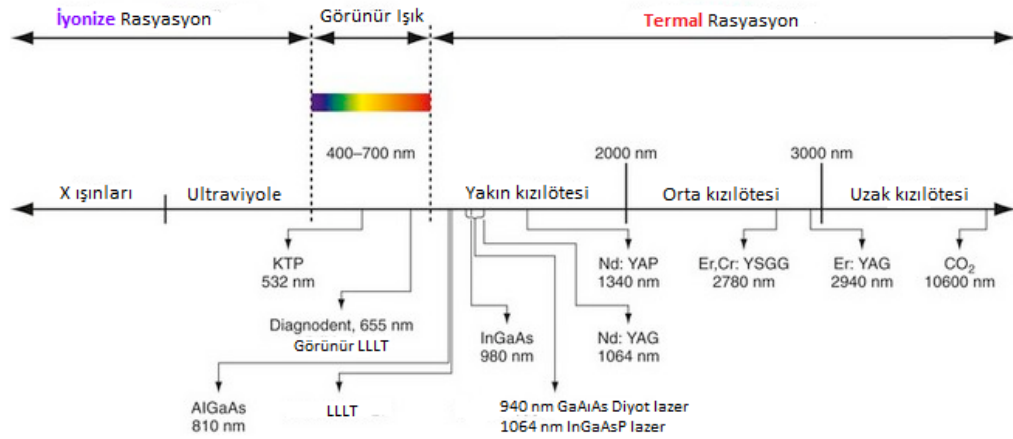 İyonize Rasyasyon
Görünür Işık
Termal Rasyasyon
400–700 nm
2000 nm
3000 nm
X ışınları
Ultraviyole
Yakın kızılötesi
Orta kızılötesi
Uzak kızılötesi
KTP
532 nm
Nd: YAP
1340 nm
Er,Cr: YSGG
2780 nm
Er: YAG
2940 nm
CO₂
10600 nm
Diagnodent, 655 nm
Görünür LLLT
InGaAs
980 nm
Nd: YAG
1064 nm
AlGaAs
810 nm
LLLT
940 nm GaAıAs Diyot lazer
1064 nm InGaAsP lazer